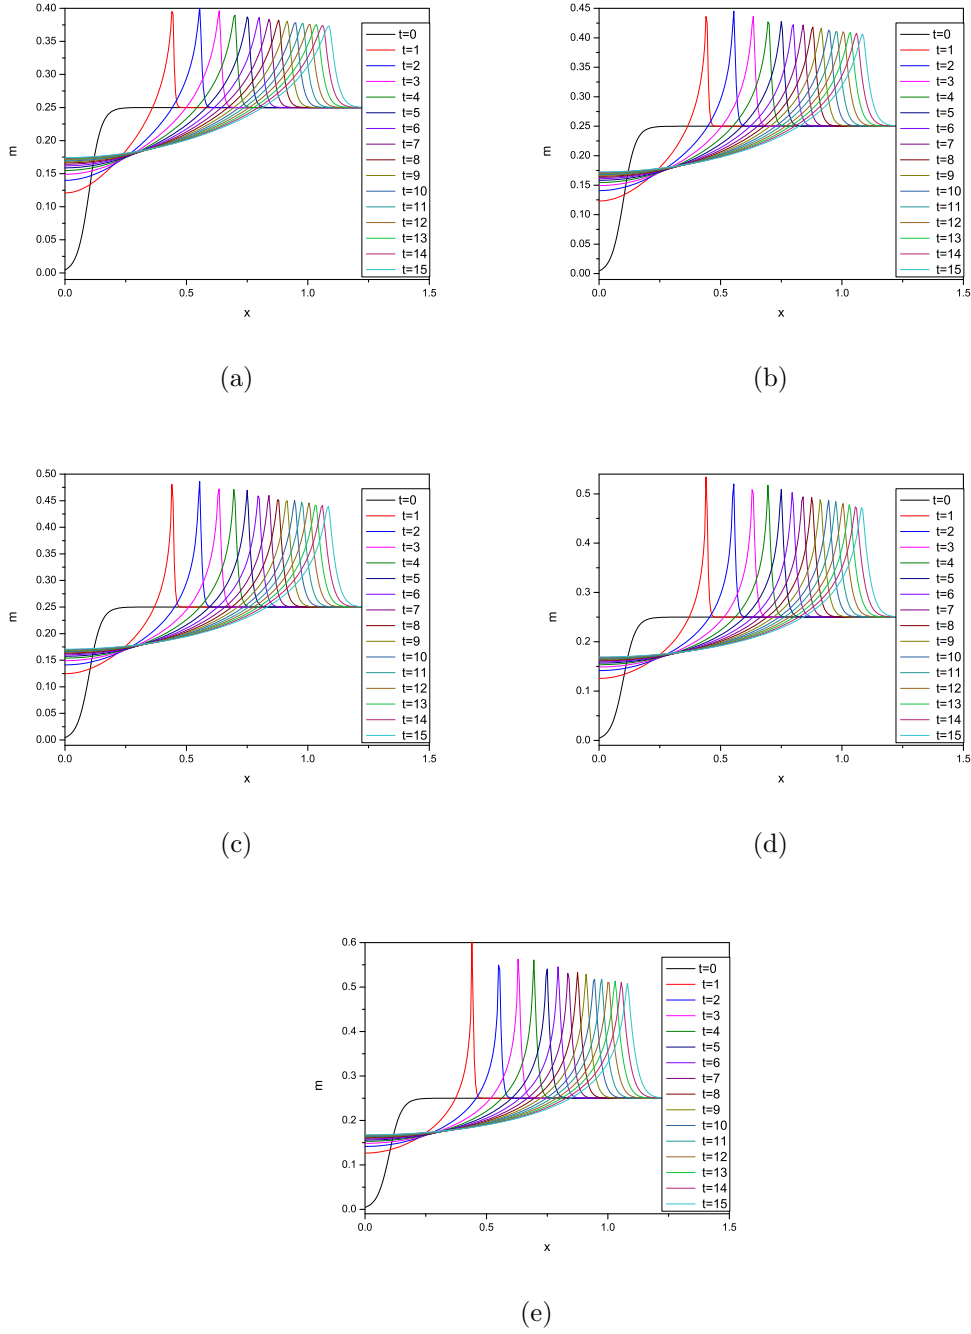 0.40
0.35
0.30
0.25
0.20
0.15
0.10
0.05
0.00
m
0.0 0.5 1.0 1.5
x
t=0
t=1
t=2
t=3
t=4
t=5
t=6
t=7
t=8
t=9
t=10
t=11
t=12
t=13
t=14
t=15
(a)
0.45
0.40
0.35
0.30
0.25
0.20
0.15
0.10
0.05
0.00
m
0.0 0.5 1.0 1.5
x
t=0
t=1
t=2
t=3
t=4
t=5
t=6
t=7
t=8
t=9
t=10
t=11
t=12
t=13
t=14
t=15
(b)
0.50
0.45
0.40
0.35
0.30
0.25
0.20
0.15
0.10
0.05
0.00
m
0.0 0.5 1.0 1.5
x
t=0
t=1
t=2
t=3
t=4
t=5
t=6
t=7
t=8
t=9
t=10
t=11
t=12
t=13
t=14
t=15
(c)
0.5
0.4
0.3
0.2
0.1
0.0
m
0.0 0.5 1.0 1.5
x
t=0
t=1
t=2
t=3
t=4
t=5
t=6
t=7
t=8
t=9
t=10
t=11
t=12
t=13
t=14
t=15
(d)
0.6
0.5
0.4
0.3
0.2
0.1
0.0
m
0.0 0.5 1.0 1.5
x
t=0
t=1
t=2
t=3
t=4
t=5
t=6
t=7
t=8
t=9
t=10
t=11
t=12
t=13
t=14
t=15
(e)